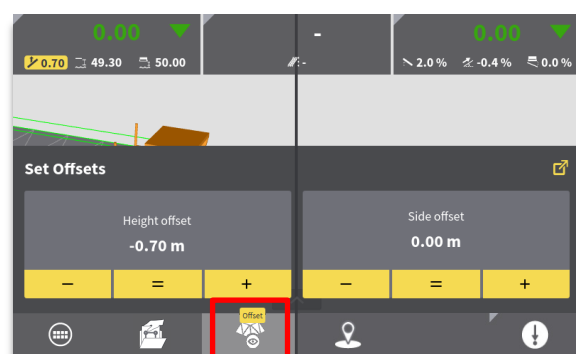 0.00
-
0.00
0.70 49.30 50.00
-
2.0 % -0.4 % 0.0 %
Set Offsets
Height offset
-0.70 m
Side offset
0.00 m
− = +
− = +
Offset